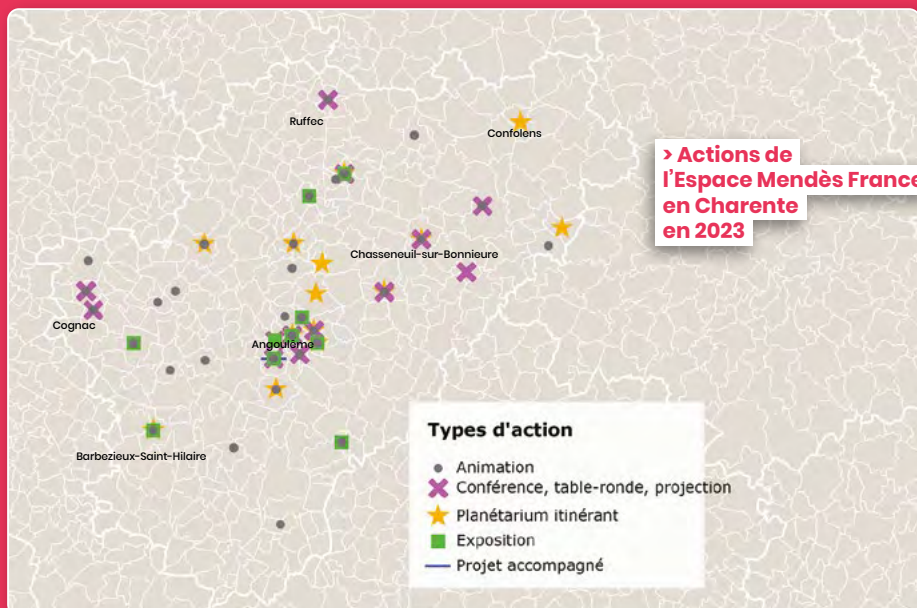 Ruffec
Confolens
> Actions de
l'Espace Mendès France
en Charente
en 2023
Chasseneuil-sur-Bonnieure
Cognac
Angoulême
Barbezieux-Saint-Hilaire
Types d'action
Animation
Conférence, table-ronde, projection
Planétarium itinérant
Exposition
Projet accompagné